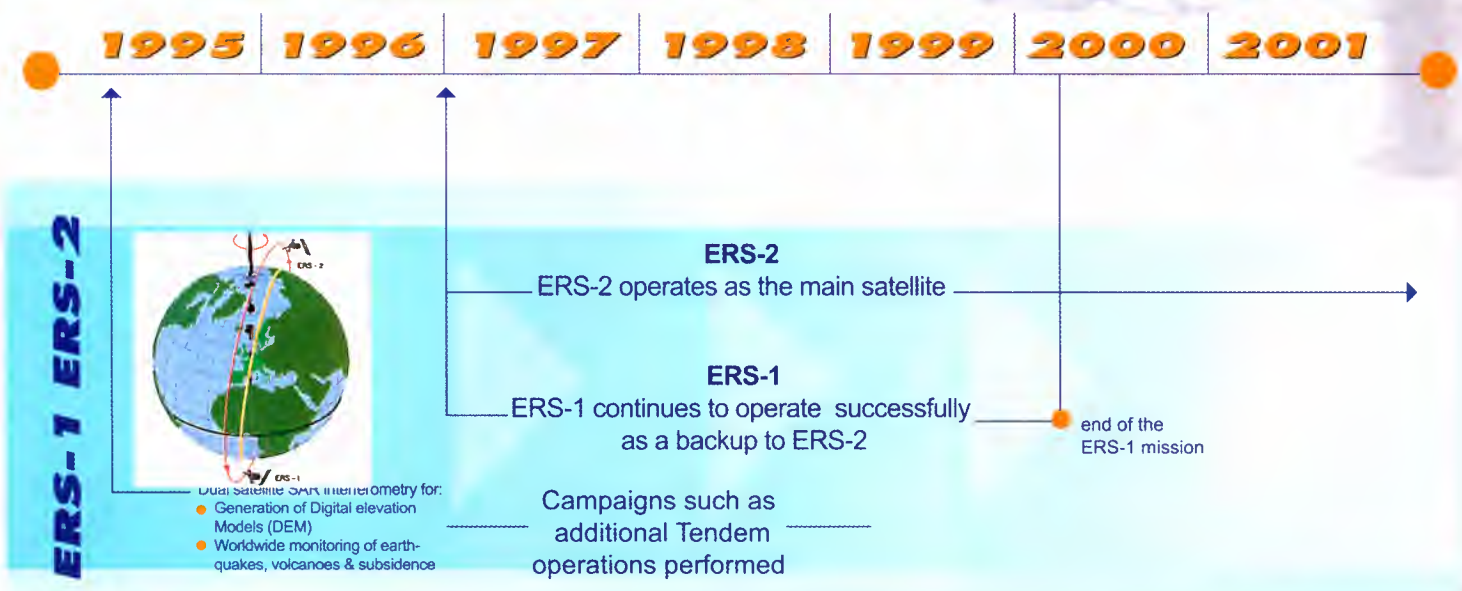 1995 1996 1997 1998 1999 2000 2001
ERS-1 ERS-2
ERS - 2
ERS - 1
ERS-2
ERS-2 operates as the main satellite
ERS-1
ERS-1 continues to operate successfully
as a backup to ERS-2
end of the
ERS-1 mission
Dual satellite SAR interferometry for:
Generation of Digital elevation
Models (DEM)
Worldwide monitoring of earth-
quakes, volcanoes & subsidence
Campaigns such as
additional Tendem
operations performed